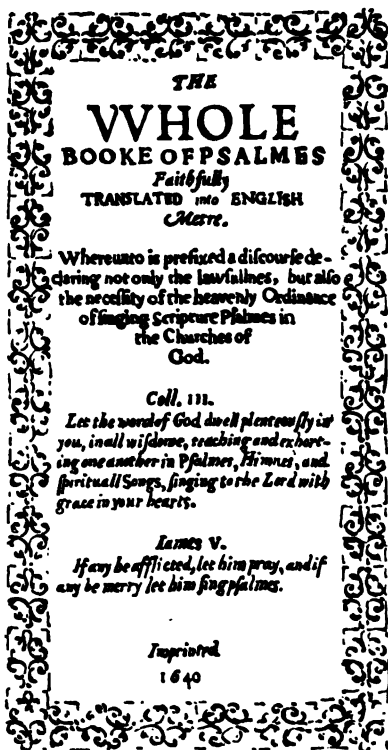 THE
VVHOLE
BOOKE OF PSALMES
Faithfully
TRANSLATED into ENGLISH
Metre.
Whereunto is prefixed a discourse de-
claring not only the lawfullnes, but also
the necessity of the heavenly Ordinance
of singing Scripture Psalmes in
the Churches of
God.
Coll. III.
Let the word of God dwell plenteously in
you, in all wisdome, teaching and exhort-
ing one another in Psalmes, Himnes, and
spirituall Songs, singing to the Lord with
grace in your hearts.
Iames V.
If any be afflicted, let him pray, and if
any be merry let him sing psalmes.
Imprinted
1640